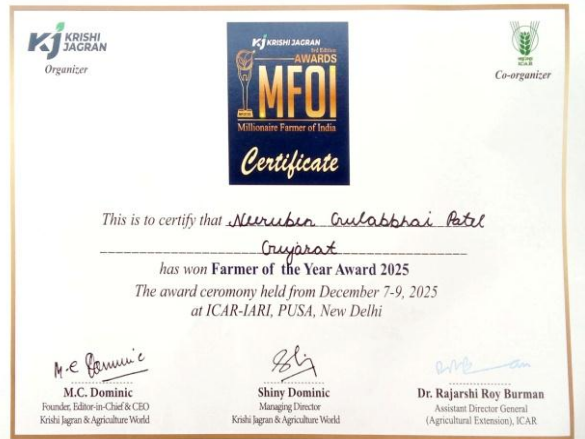 KJ KRISHI JAGRAN
Organizer
KJ KRISHI JAGRAN
3rd Edition
AWARDS
MFOI
Millionaire Farmer of India
Certificate
ICAR
Co-organizer
This is to certify that Neeruben Gulabbhai Patel
Gujarat
has won Farmer of the Year Award 2025
The award ceremony held from December 7-9, 2025
at ICAR-IARI, PUSA, New Delhi
M.C Dominic
M.C. Dominic
Founder, Editor-in-Chief & CEO
Krishi Jagran & Agriculture World
Shiny Dominic
Managing Director
Krishi Jagran & Agriculture World
Dr. Rajarshi Roy Burman
Assistant Director General
(Agricultural Extension), ICAR